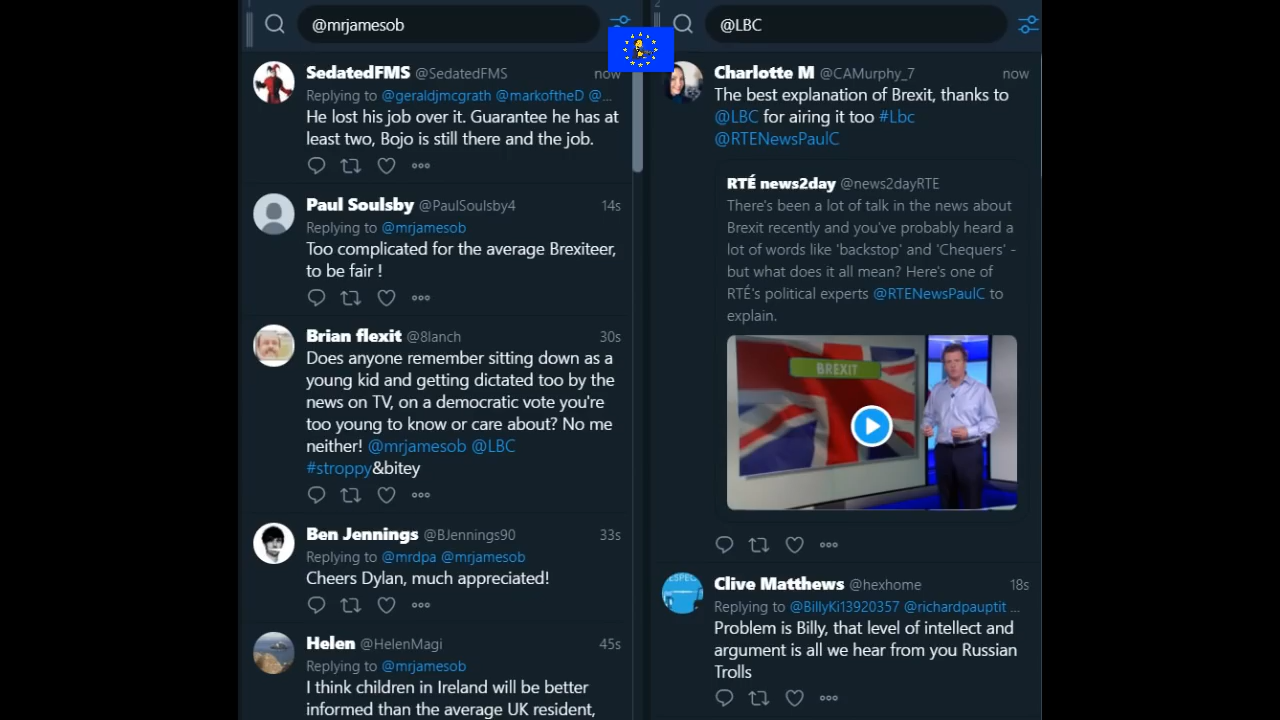 1
@mrjamesob
SedatedFMS @SedatedFMS now
Replying to @geraldjmcgrath @markoftheD @...
He lost his job over it. Guarantee he has at
least two, Bojo is still there and the job.
Paul Soulsby @PaulSoulsby4 14s
Replying to @mrjamesob
Too complicated for the average Brexiteer,
to be fair !
Brian flexit @8lanch 30s
Does anyone remember sitting down as a
young kid and getting dictated too by the
news on TV, on a democratic vote you're
too young to know or care about? No me
neither! @mrjamesob @LBC
#stroppy&bitey
Ben Jennings @BJennings90 33s
Replying to @mrdpa @mrjamesob
Cheers Dylan, much appreciated!
Helen @HelenMagi 45s
Replying to @mrjamesob
I think children in Ireland will be better
informed than the average UK resident,
2
@LBC
Charlotte M @CAMurphy_7 now
The best explanation of Brexit, thanks to
@LBC for airing it too #Lbc
@RTENewsPaulC
RTÉ news2day @news2dayRTE
There's been a lot of talk in the news about
Brexit recently and you've probably heard a
lot of words like 'backstop' and 'Chequers' -
but what does it all mean? Here's one of
RTÉ's political experts @RTENewsPaulC to
explain.
BREXIT
Clive Matthews @hexhome 18s
Replying to @BillyKi13920357 @richardpauptit ...
Problem is Billy, that level of intellect and
argument is all we hear from you Russian
Trolls